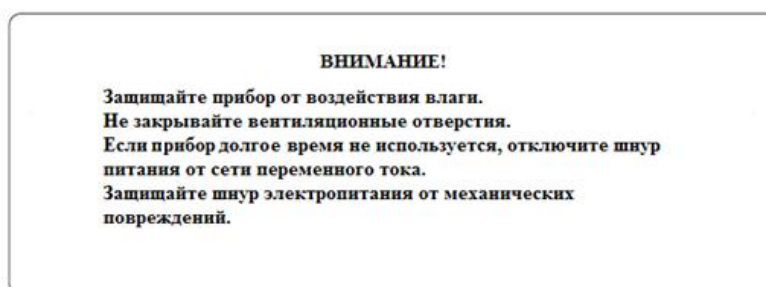 ВНИМАНИЕ!
Защищайте прибор от воздействия влаги.
Не закрывайте вентиляционные отверстия.
Если прибор долгое время не используется, отключите шнур
питания от сети переменного тока.
Защищайте шнур электропитания от механических
повреждений.